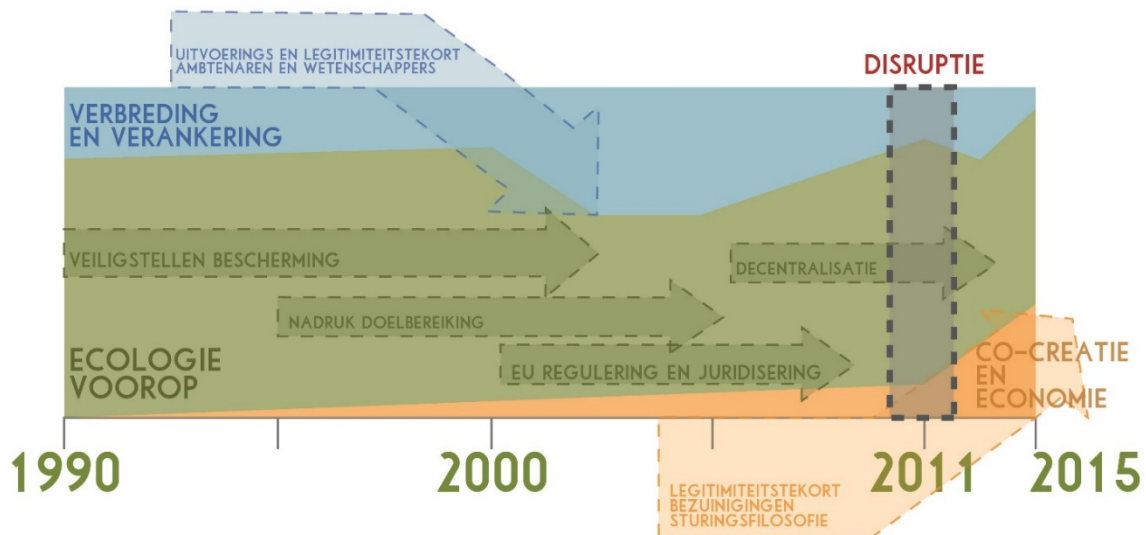 UITVOERINGS EN LEGITIMITEITSTEKORT
AMBTENAREN EN WETENSCHAPPERS
DISRUPTIE
VERBREDING
EN VERANKERING
VEILIGSTELLEN BESCHERMING
DECENTRALISATIE
NADRUK DOELBEREIKING
ECOLOGIE
VOOROP
EU REGULERING EN JURIDISERING
CO-CREATIE
EN
ECONOMIE
1990
2000
2011
2015
LEGITIMITEITSTEKORT
BEZUINIGINGEN
STURINGSFILOSOFIE